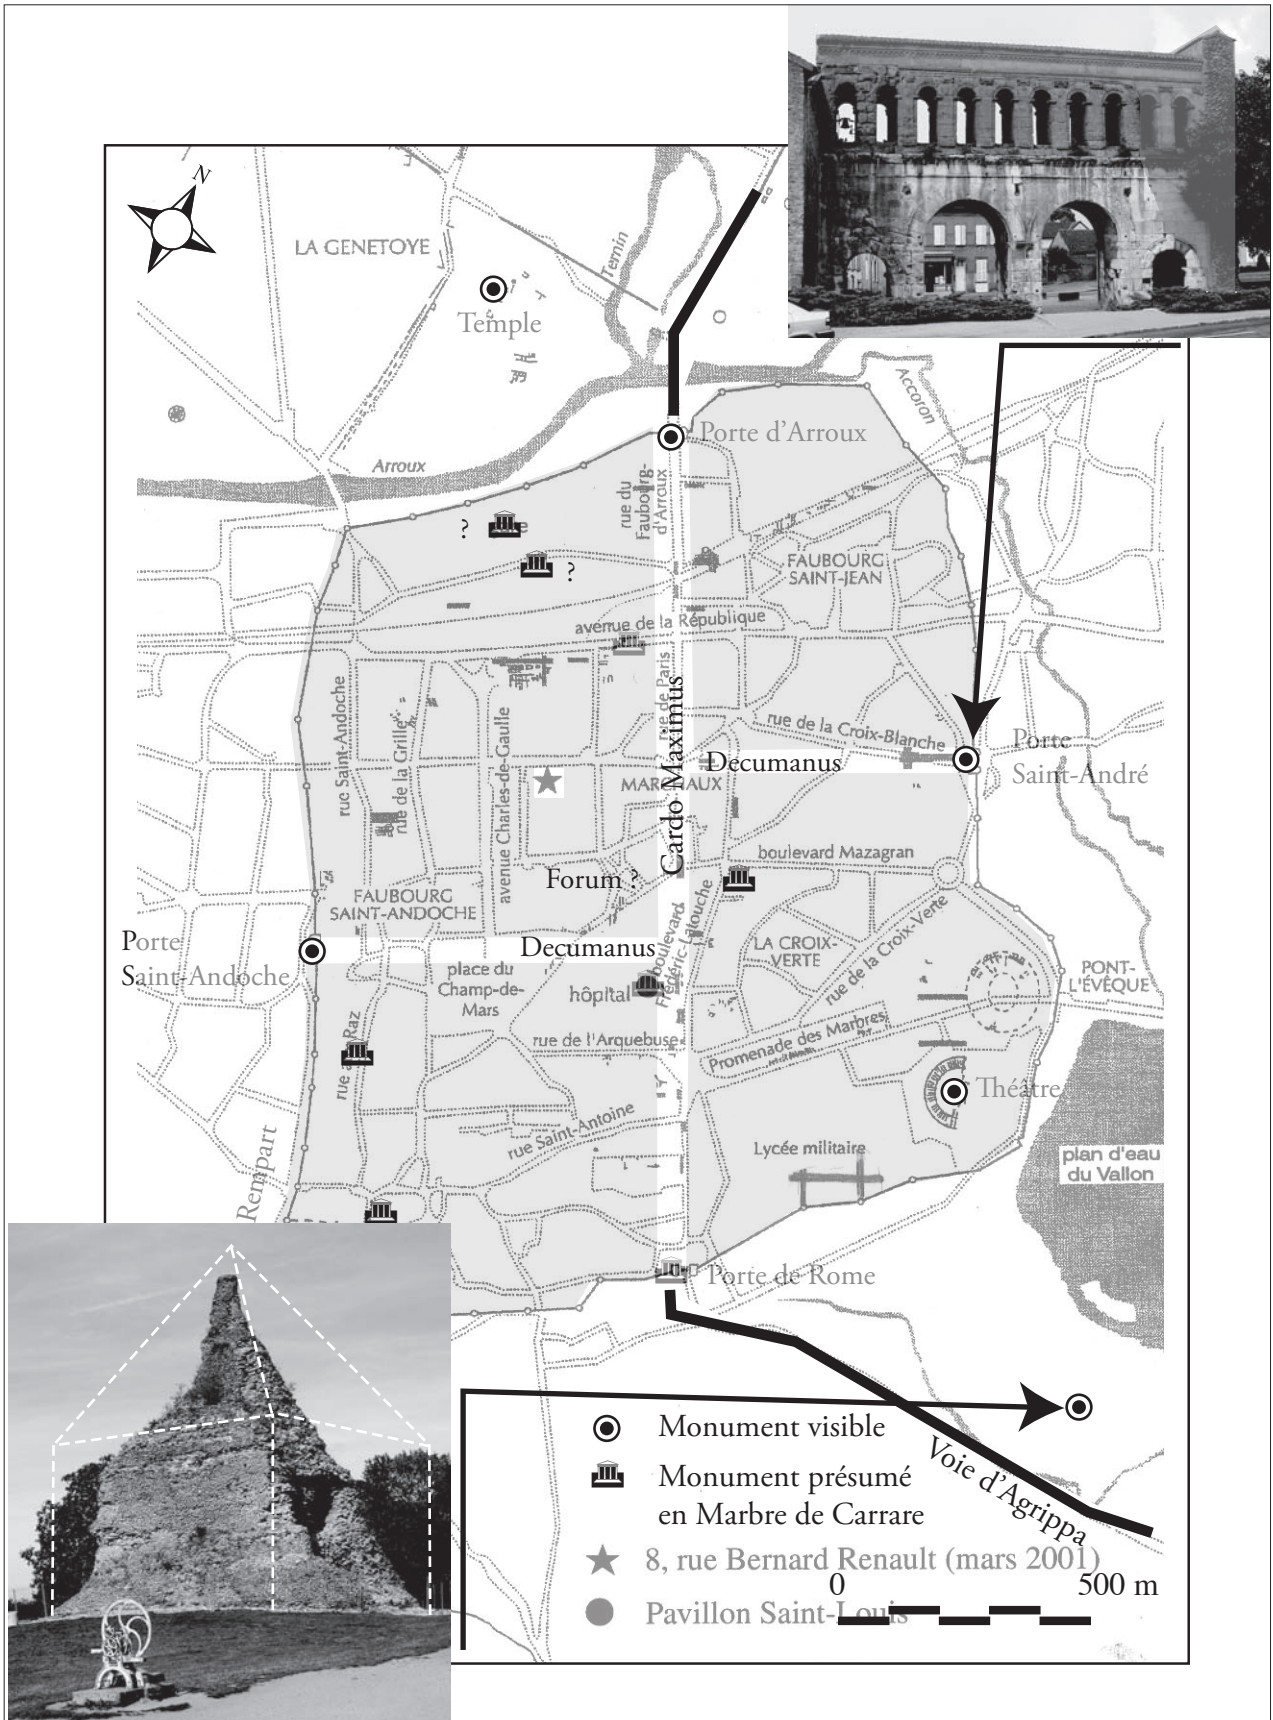 N
LA GENETOYE
Ternin
Temple
Accoron
Porte d'Arroux
Arroux
rue du
Faubourg-
d'Arroux
?
?
FAUBOURG
SAINT-JEAN
avenue de la République
rue de Paris
rue Saint-Andoche
rue de la Grille
avenue Charles-de-Gaulle
rue de la Croix-Blanche
Porte
Saint-André
Decumanus
Cardo Maximus
boulevard Mazagran
Forum ?
FAUBOURG
SAINT-ANDOCHE
Porte
Saint-Andoche
Decumanus
boulevard
Frédéric-Latouche
LA CROIX-
VERTE
rue de la Croix-Verte
PONT-
L'ÉVÊQUE
place du
Champ-de-
Mars
hôpital
rue de l'Arquebuse
Promenade des Marbres
Raz
Théâtre
rue Saint-Antoine
Lycée militaire
plan d'eau
du Vallon
Rempart
Porte de Rome
Voie d'Agrippa
Monument visible
Monument présumé
en Marbre de Carrare
8, rue Bernard Renault (mars 2001)
Pavillon Saint-Louis
0 500 m